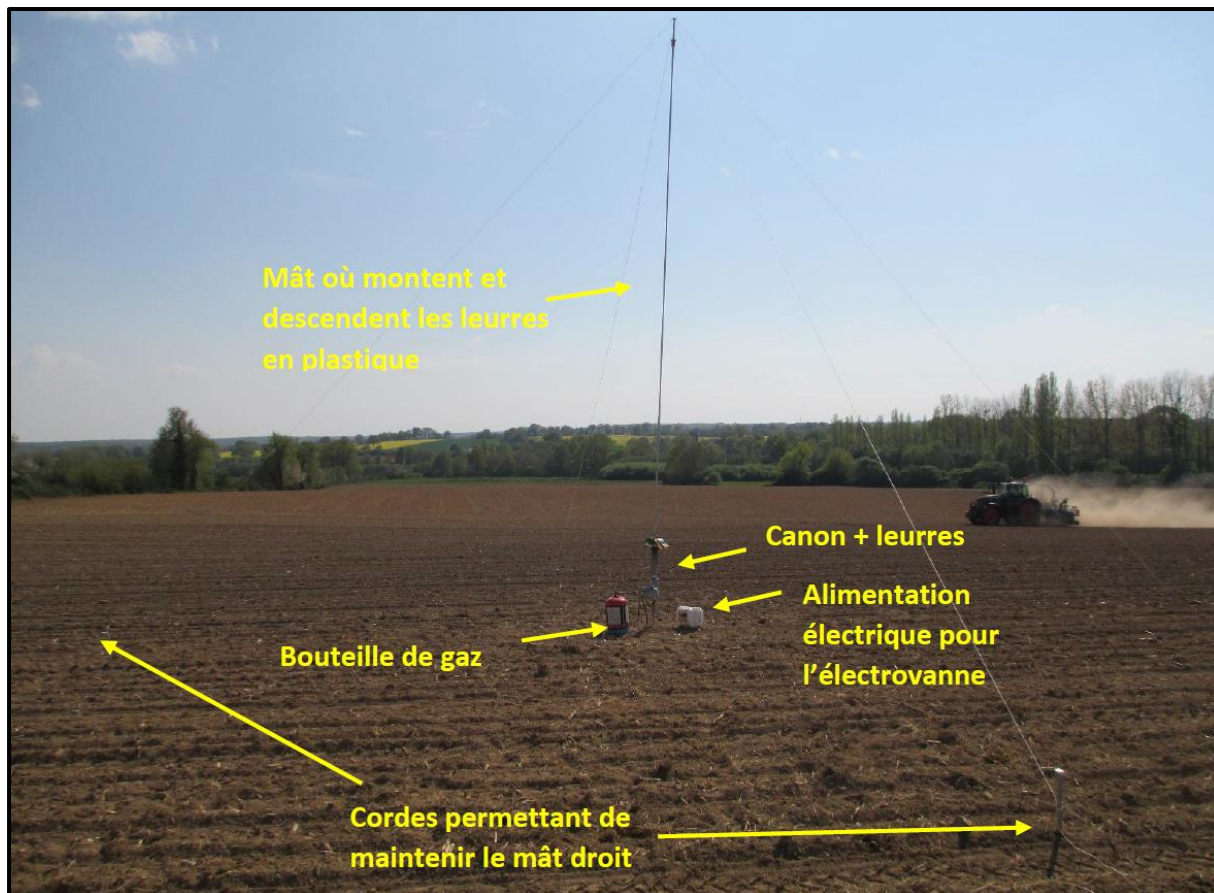 Mât où montent et
descendent les leurres
en plastique
Canon + leurres
Alimentation
électrique pour
l’électrovanne
Bouteille de gaz
Cordes permettant de
maintenir le mât droit